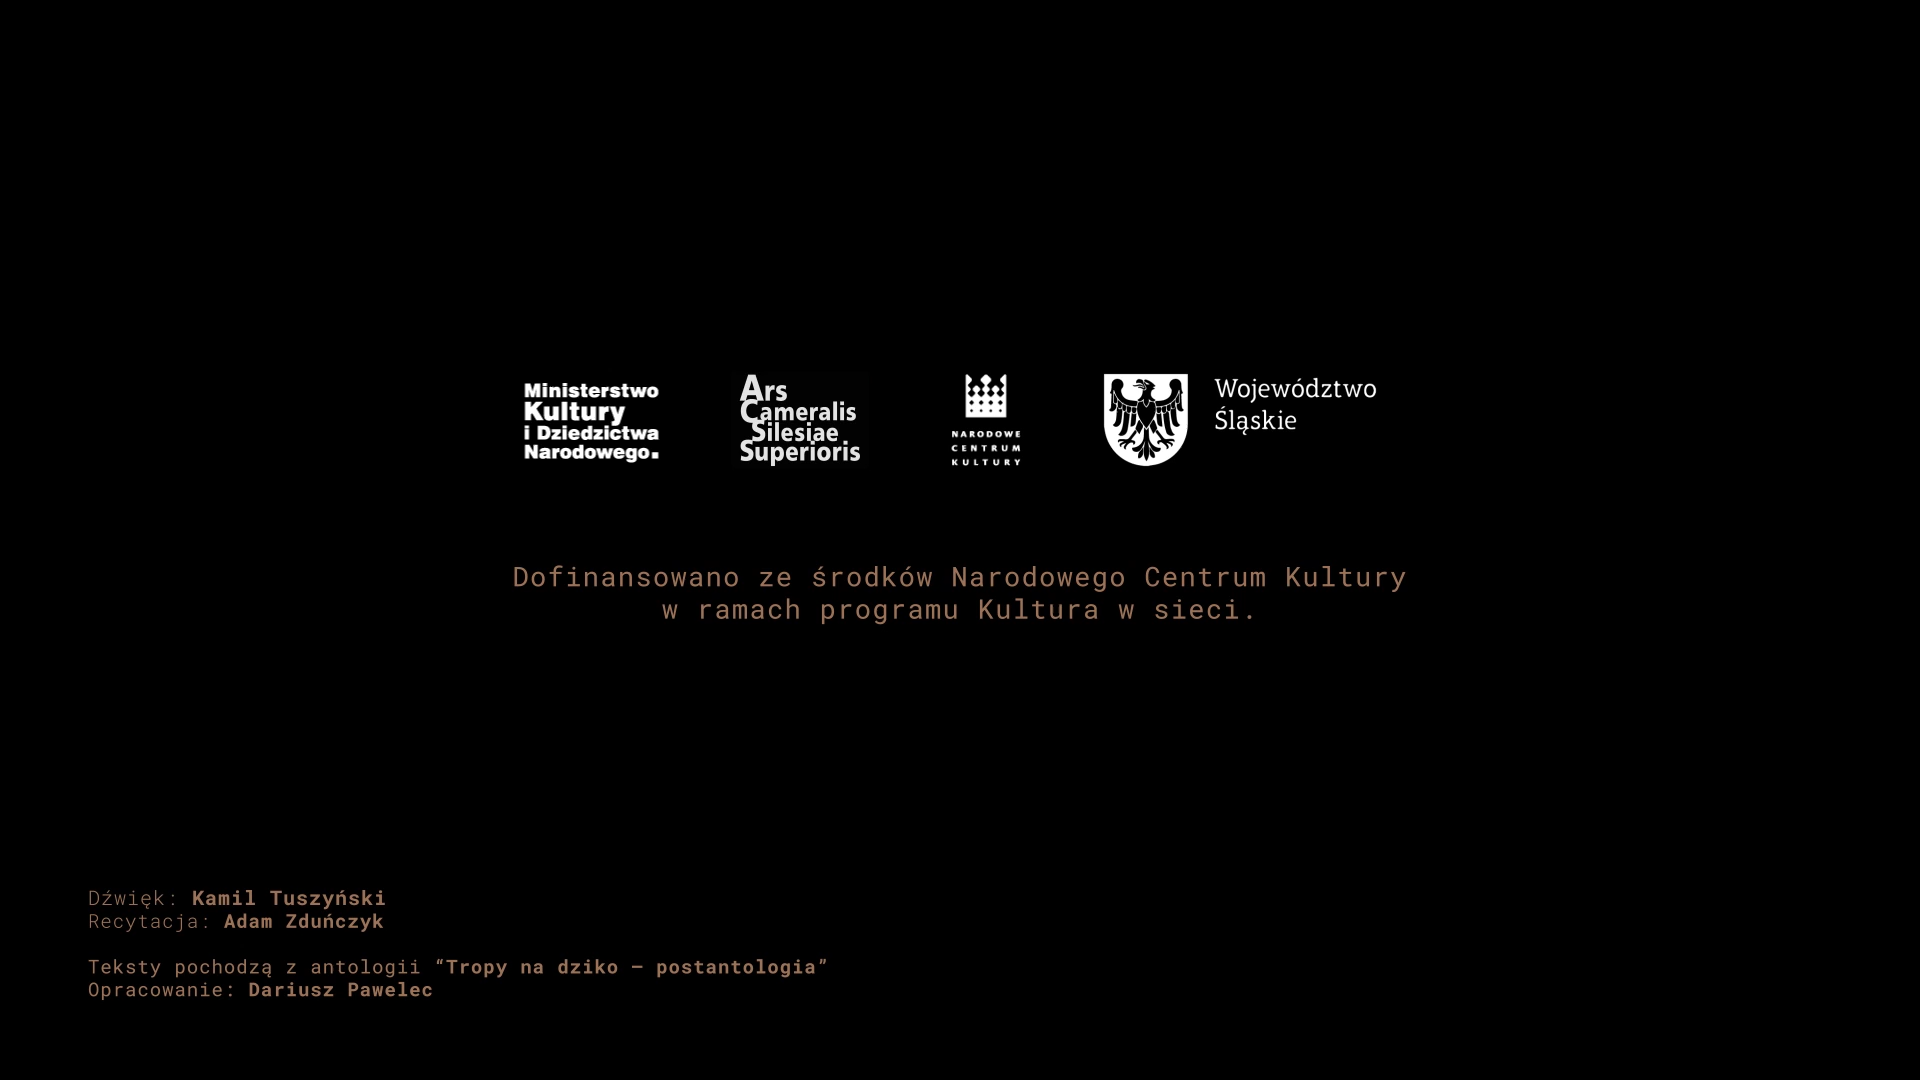 Ministerstwo
Kultury
i Dziedzictwa
Narodowego.
Ars
Cameralis
Silesiae
Superioris
NARODOWE
CENTRUM
KULTURY
Województwo
Śląskie
Dofinansowano ze środków Narodowego Centrum Kultury
w ramach programu Kultura w sieci.
Dźwięk: Kamil Tuszyński
Recytacja: Adam Zduńczyk
Teksty pochodzą z antologii “Tropy na dziko – postantologia”
Opracowanie: Dariusz Pawelec